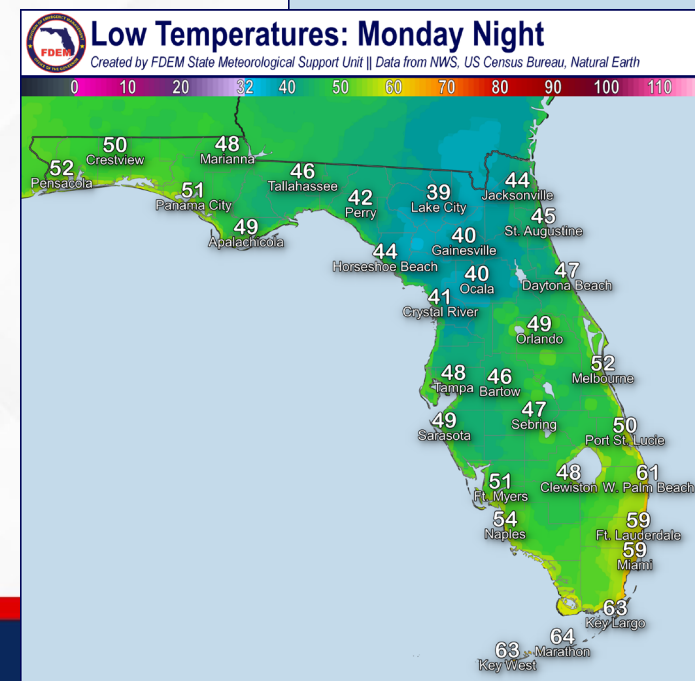 FDEM
Low Temperatures: Monday Night
Created by FDEM State Meteorological Support Unit || Data from NWS, US Census Bureau, Natural Earth
0 10 20 32 40 50 60 70 80 90 100 110
50
Crestview
48
Marianna
52
Pensacola
46
Tallahassee
51
Panama City
42
Perry
39
Lake City
44
Jacksonville
49
Apalachicola
45
St. Augustine
40
Gainesville
44
Horseshoe Beach
40
Ocala
47
Daytona Beach
41
Crystal River
49
Orlando
48
Tampa
46
Bartow
52
Melbourne
49
Sarasota
47
Sebring
50
Port St. Lucie
51
Ft. Myers
48
Clewiston
61
W. Palm Beach
54
Naples
59
Ft. Lauderdale
59
Miami
63
Key Largo
64
Marathon
63
Key West